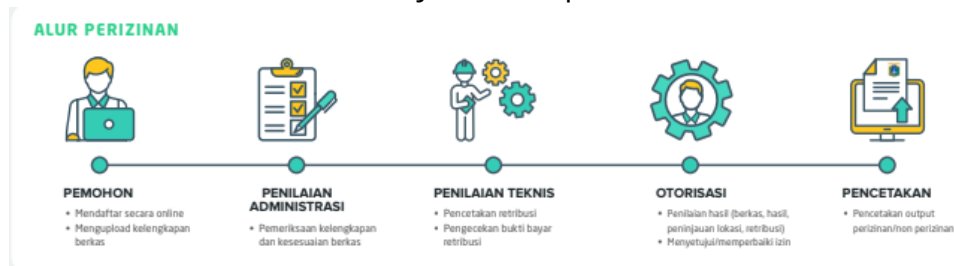 ALUR PERIZINAN
PEMOHON
• Mendaftar secara online
• Mengupload kelengkapan
berkas
PENILAIAN
ADMINISTRASI
• Pemeriksaan kelengkapan
dan kesesuaian berkas
PENILAIAN TEKNIS
• Pencetakan retribusi
• Pengecekan bukti bayar
retribusi
OTORISASI
• Penilaian hasil (berkas, hasil,
peninjauan lokasi, retribusi)
• Menyetujui/memperbaiki izin
PENCETAKAN
• Pencetakan output
perizinan/non perizinan